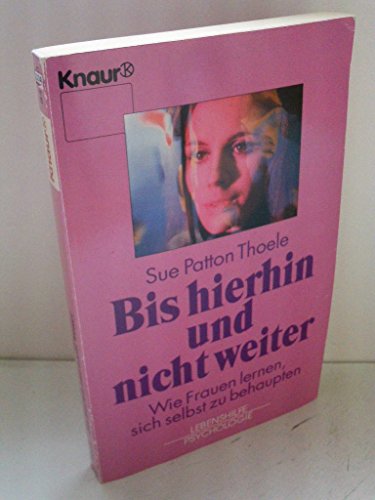 Knaur
Sue Patton Thoele
Bis hierhin
und
nicht weiter
Wie Frauen lernen,
sich selbst zu behaupten
LEBENSHILFE
PSYCHOLOGIE